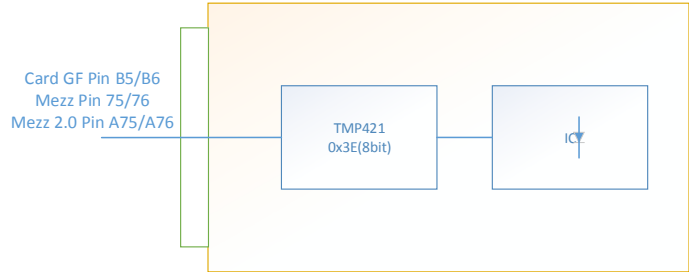 Card GF Pin B5/B6
Mezz Pin 75/76
Mezz 2.0 Pin A75/A76
TMP421
0x3E(8bit)
IC